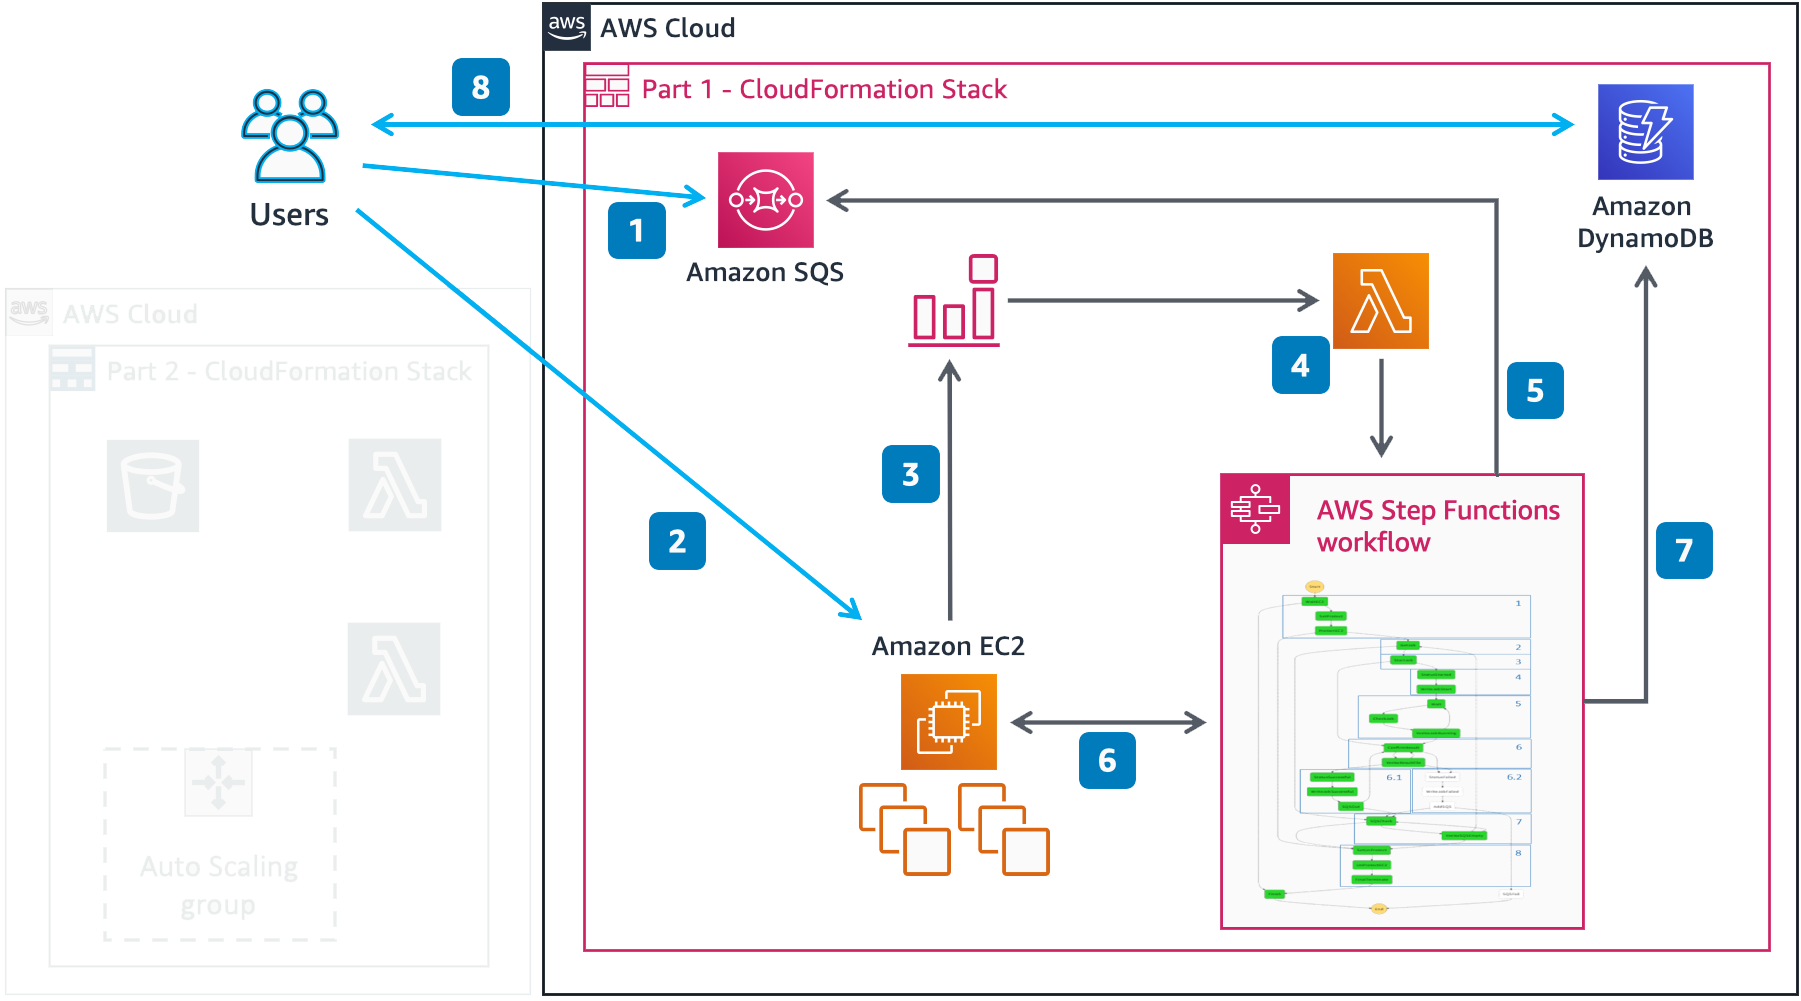 aws
AWS Cloud
Part 1 - CloudFormation Stack
8
Users
1
Amazon SQS
Amazon
DynamoDB
aws
AWS Cloud
Part 2 - CloudFormation Stack
4
5
3
2
AWS Step Functions
workflow
7
Amazon EC2
6
1
2
3
4
5
6
6.1
6.2
7
8
Auto Scaling
group